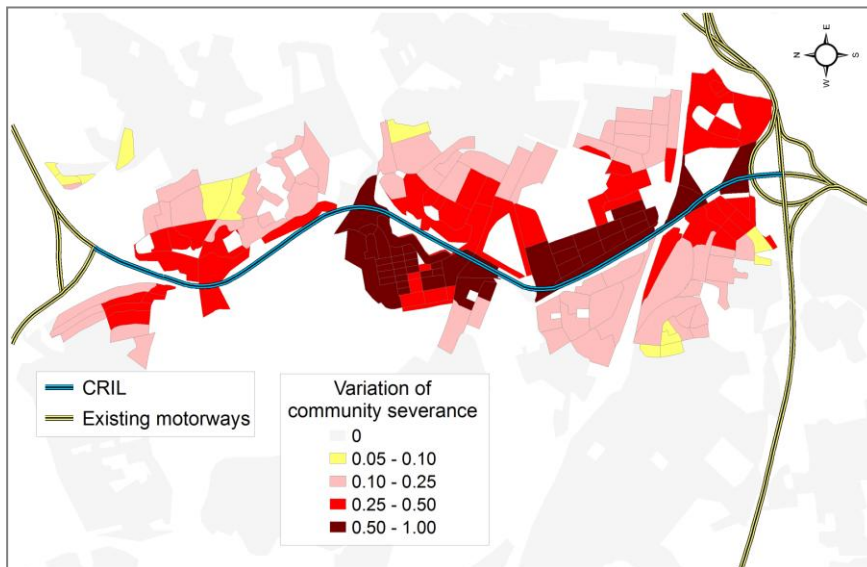 E
N
S
W
CRIL
Existing motorways
Variation of
community severance
0
0.05 - 0.10
0.10 - 0.25
0.25 - 0.50
0.50 - 1.00